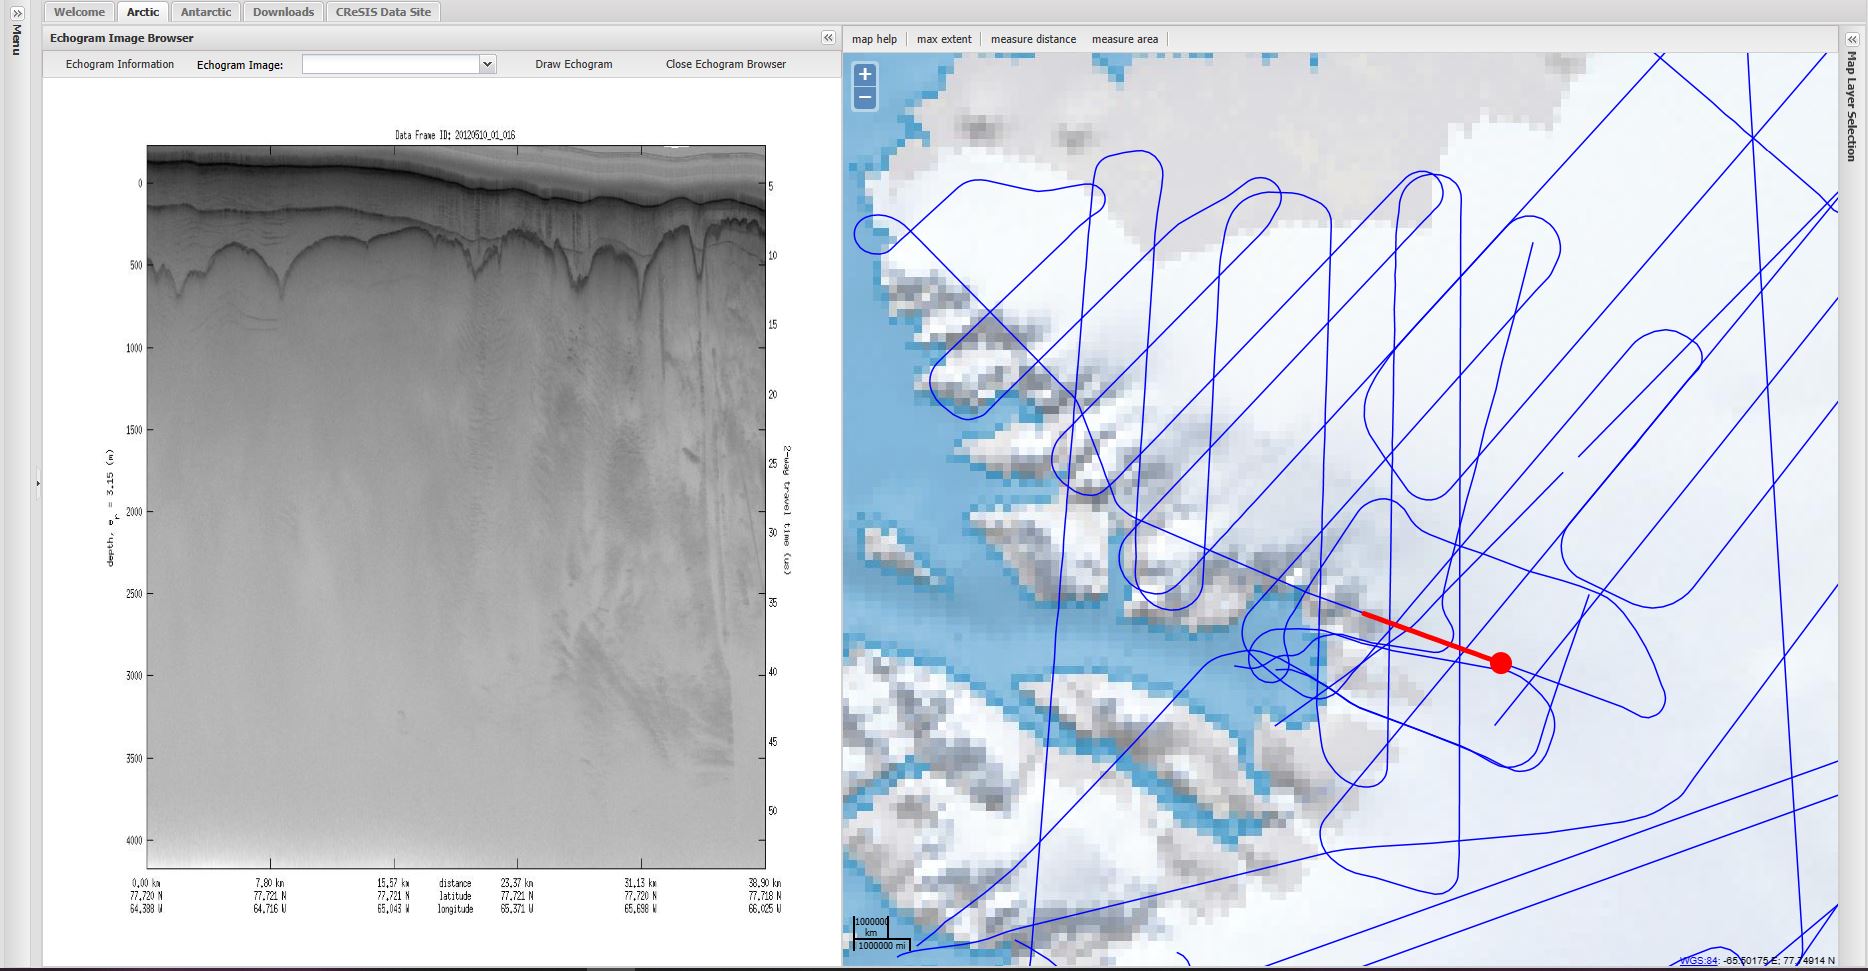 Menu
Welcome
Arctic
Antarctic
Downloads
CReSIS Data Site
Echogram Image Browser
Echogram Information
Echogram Image:
Draw Echogram
Close Echogram Browser
Data Frame ID: 20120510_01_016
0
500
1000
1500
2000
2500
3000
3500
4000
depth, e_r = 3.15 (m)
5
10
15
20
25
30
35
40
45
50
2-way travel time (us)
0.00 km 7.80 km 15.57 km distance 23.37 km 31.13 km 38.90 km
77.720 N 77.721 N 77.721 N latitude 77.721 N 77.720 N 77.718 N
64.388 W 64.716 W 65.043 W longitude 65.371 W 65.698 W 66.025 W
map help
max extent
measure distance
measure area
+
−
1000000
km
1000000 mi
WGS:84: -65.50175 E; 77.74914 N
Map Layer Selection